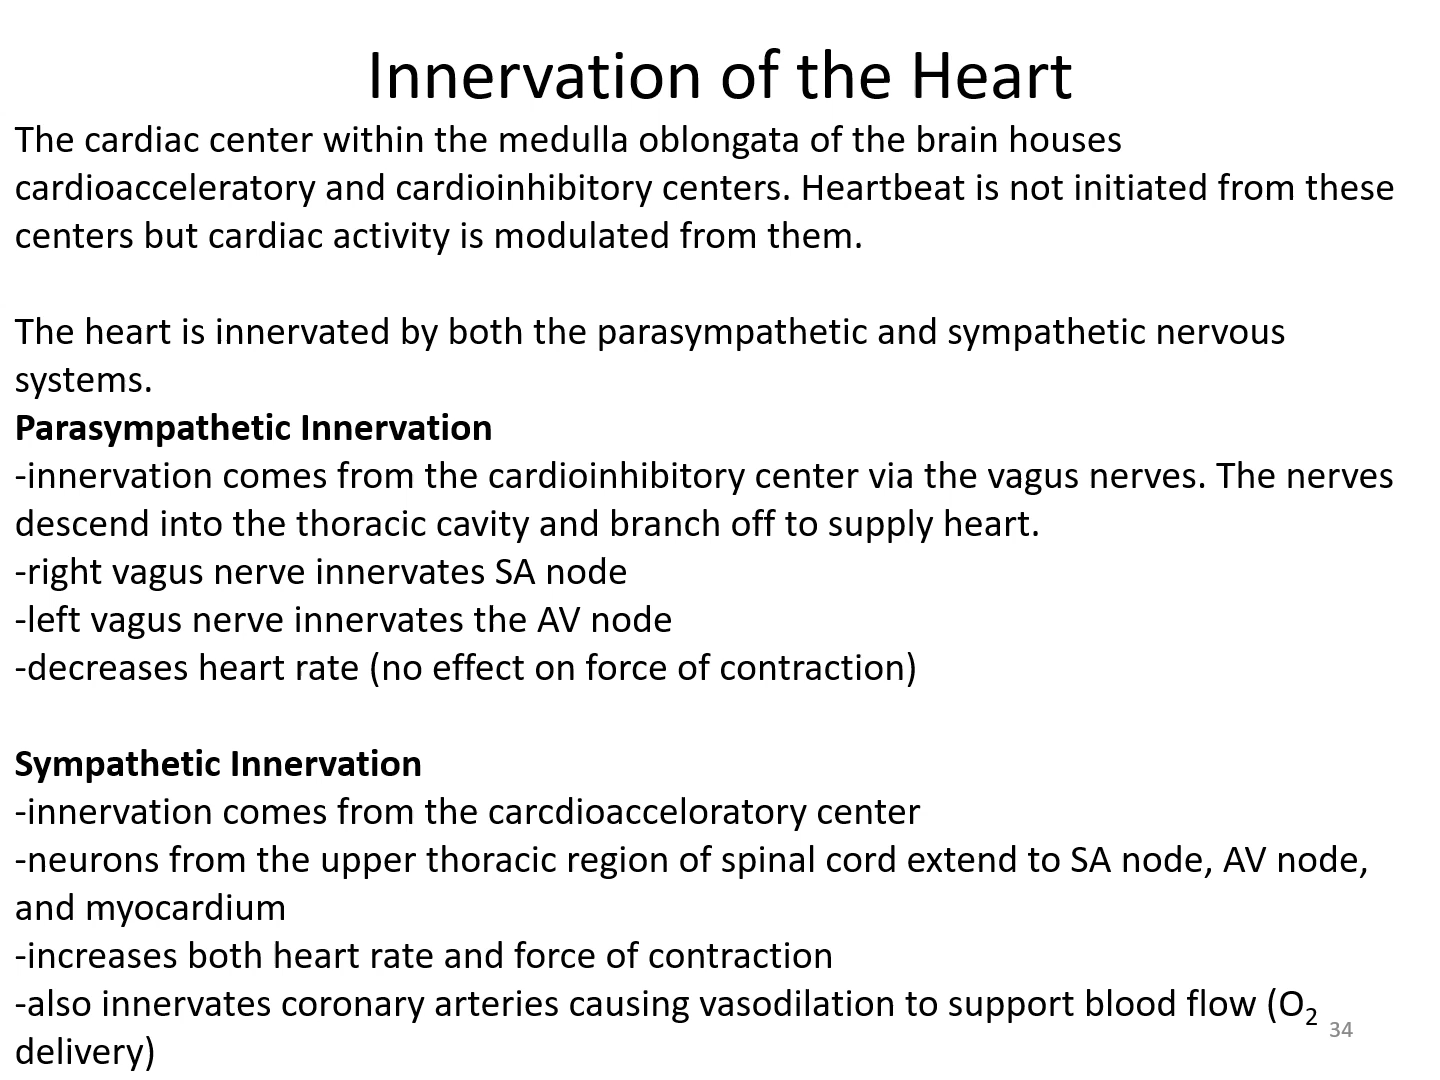 Innervation of the Heart
The cardiac center within the medulla oblongata of the brain houses
cardioacceleratory and cardioinhibitory centers. Heartbeat is not initiated from these
centers but cardiac activity is modulated from them.
The heart is innervated by both the parasympathetic and sympathetic nervous
systems.
Parasympathetic Innervation
-innervation comes from the cardioinhibitory center via the vagus nerves. The nerves
descend into the thoracic cavity and branch off to supply heart.
-right vagus nerve innervates SA node
-left vagus nerve innervates the AV node
-decreases heart rate (no effect on force of contraction)
Sympathetic Innervation
-innervation comes from the carcdioacceloratory center
-neurons from the upper thoracic region of spinal cord extend to SA node, AV node,
and myocardium
-increases both heart rate and force of contraction
-also innervates coronary arteries causing vasodilation to support blood flow (O₂
delivery)
34